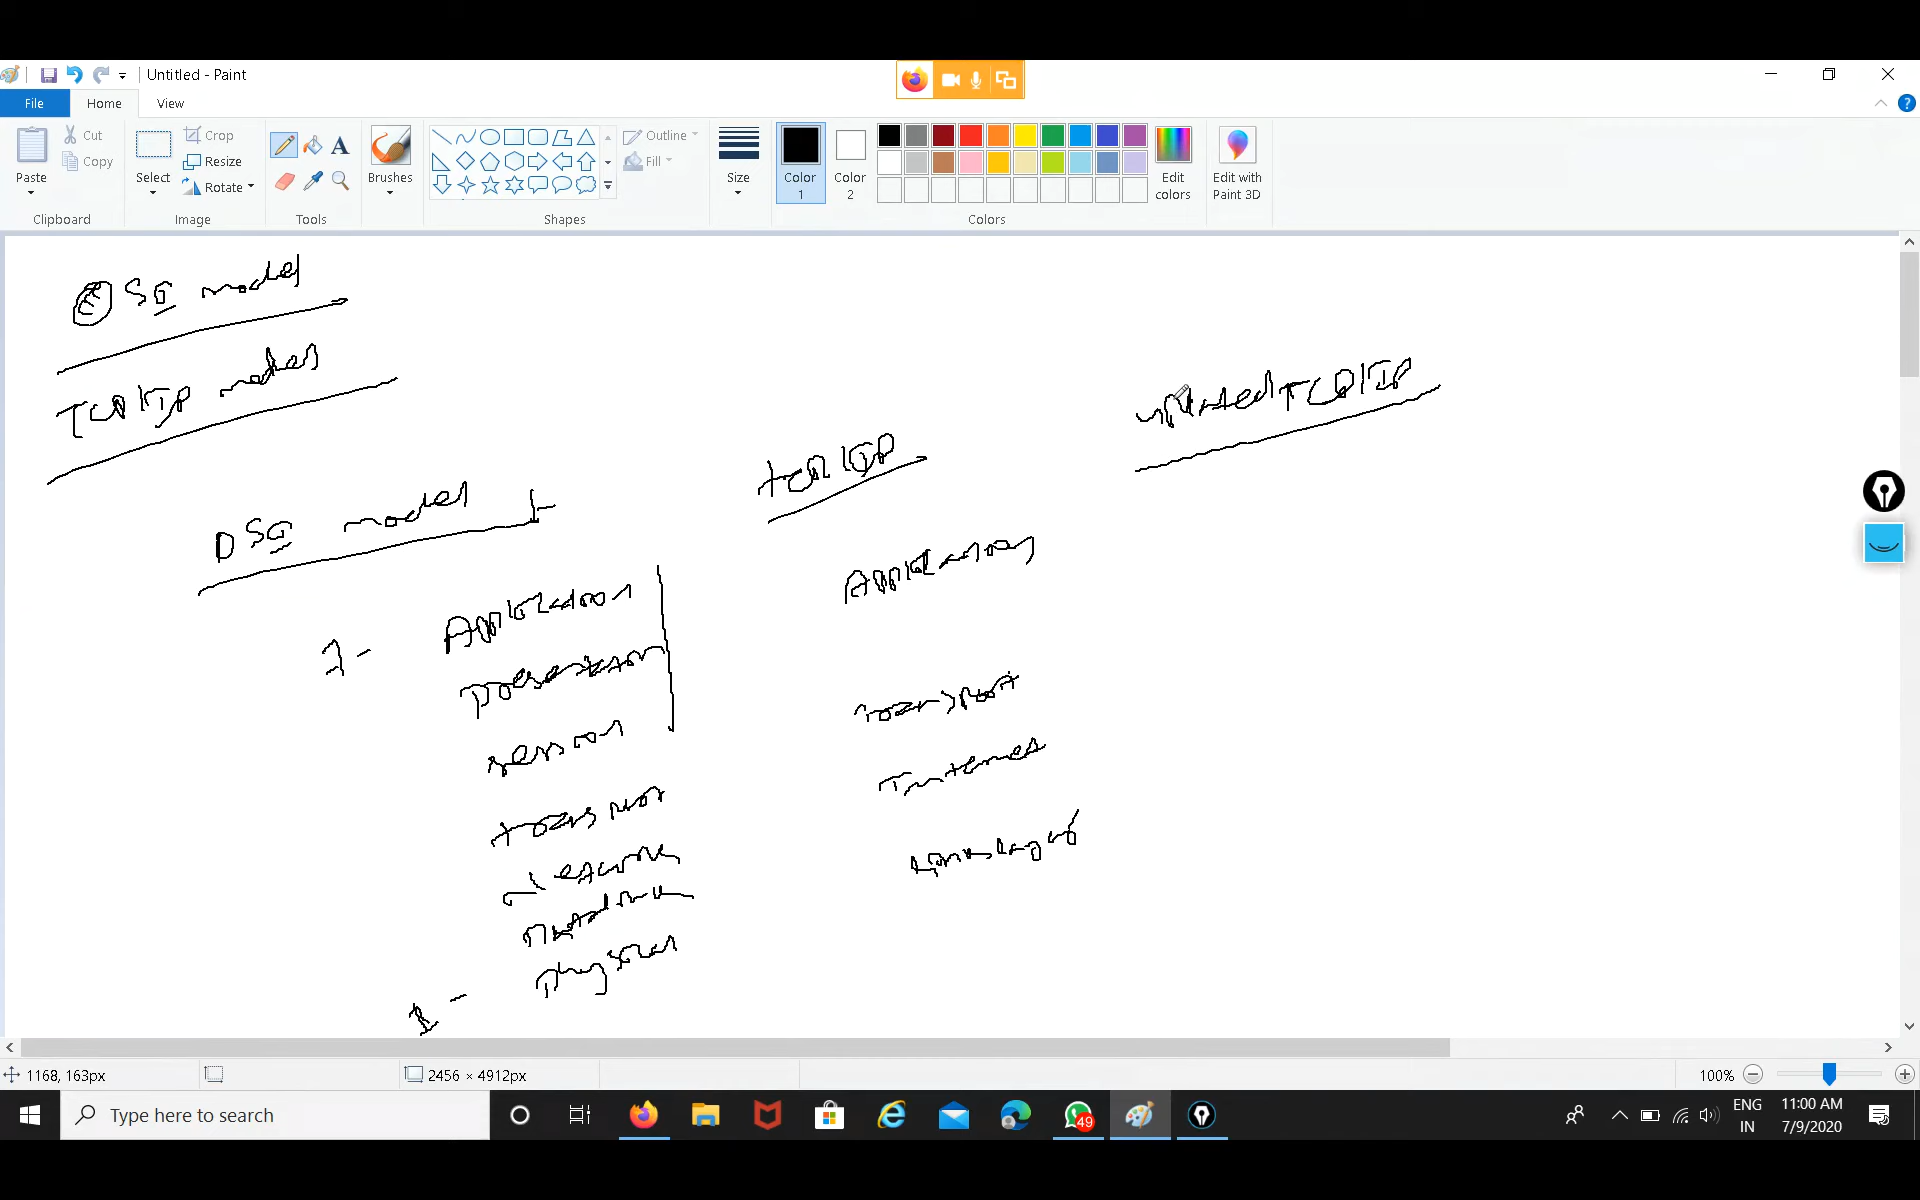 Untitled - Paint
File
Home
View
Paste
Cut
Copy
Clipboard
Select
Crop
Resize
Rotate
Image
Tools
Brushes
Shapes
Outline
Fill
Size
Color 1
Color 2
Edit colors
Colors
Edit with Paint 3D
OSI model
TCP/IP model
updated TCP/IP
TCP/IP
OSI model
Application
Application
7 -
presentation
transport
session
Internet
transport
Network
Physical
1 -
1168, 163px
2456 × 4912px
100%
Type here to search
49
ENG
IN
11:00 AM
7/9/2020